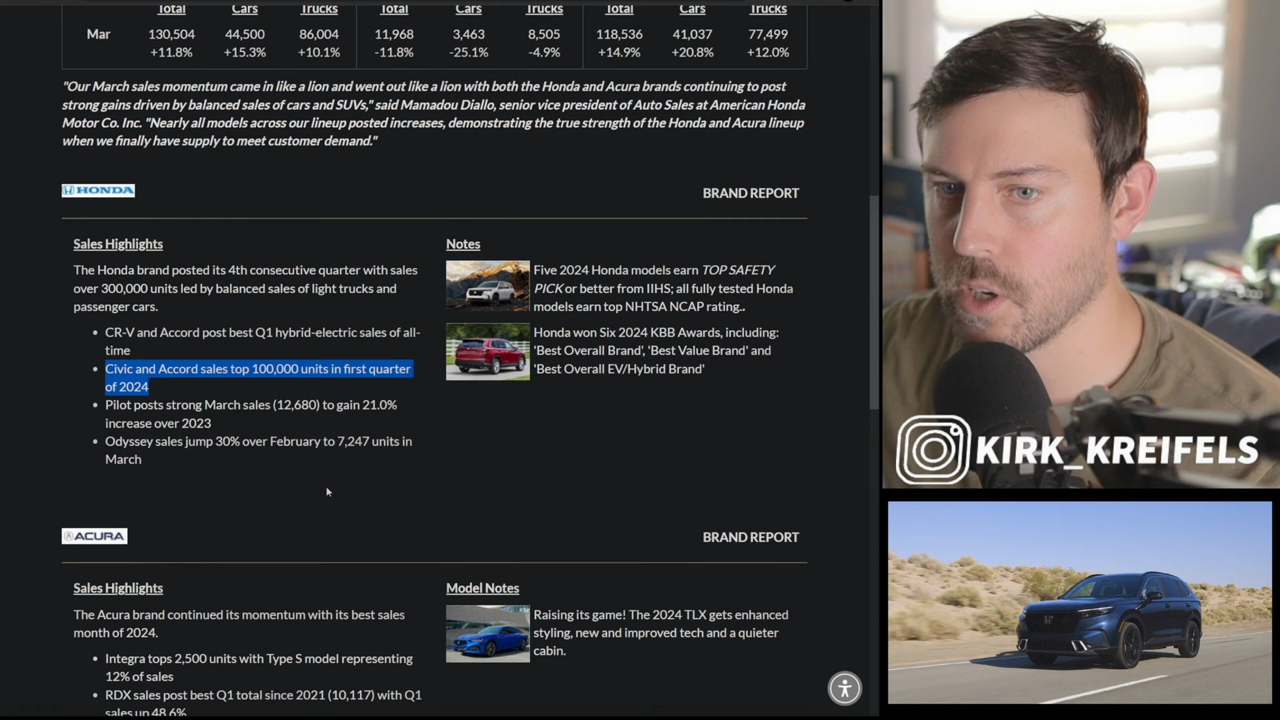 Total Cars Trucks Total Cars Trucks Total Cars Trucks
Mar 130,504 44,500 86,004 11,968 3,463 8,505 118,536 41,037 77,499
+11.8% +15.3% +10.1% -11.8% -25.1% -4.9% +14.9% +20.8% +12.0%
"Our March sales momentum came in like a lion and went out like a lion with both the Honda and Acura brands continuing to post
strong gains driven by balanced sales of cars and SUVs," said Mamadou Diallo, senior vice president of Auto Sales at American Honda
Motor Co. Inc. "Nearly all models across our lineup posted increases, demonstrating the true strength of the Honda and Acura lineup
when we finally have supply to meet customer demand."
HONDA
BRAND REPORT
Sales Highlights
The Honda brand posted its 4th consecutive quarter with sales
over 300,000 units led by balanced sales of light trucks and
passenger cars.
• CR-V and Accord post best Q1 hybrid-electric sales of all-
time
• Civic and Accord sales top 100,000 units in first quarter
of 2024
• Pilot posts strong March sales (12,680) to gain 21.0%
increase over 2023
• Odyssey sales jump 30% over February to 7,247 units in
March
Notes
Five 2024 Honda models earn TOP SAFETY
PICK or better from IIHS; all fully tested Honda
models earn top NHTSA NCAP rating..
Honda won Six 2024 KBB Awards, including:
'Best Overall Brand', 'Best Value Brand' and
'Best Overall EV/Hybrid Brand'
ACURA
BRAND REPORT
Sales Highlights
The Acura brand continued its momentum with its best sales
month of 2024.
• Integra tops 2,500 units with Type S model representing
12% of sales
• RDX sales post best Q1 total since 2021 (10,117) with Q1
sales up 48.6%
Model Notes
Raising its game! The 2024 TLX gets enhanced
styling, new and improved tech and a quieter
cabin.
KIRK_KREIFELS